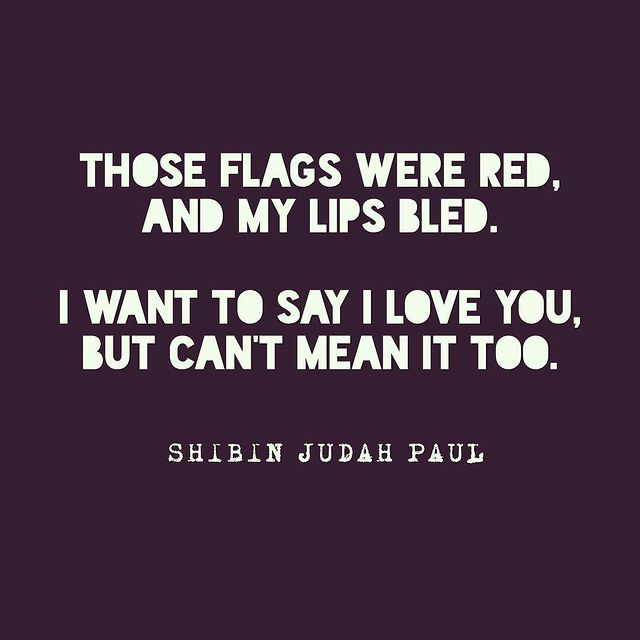 THOSE FLAGS WERE RED,
AND MY LIPS BLED.
I WANT TO SAY I LOVE YOU,
BUT CAN'T MEAN IT TOO.
SHIBIN JUDAH PAUL